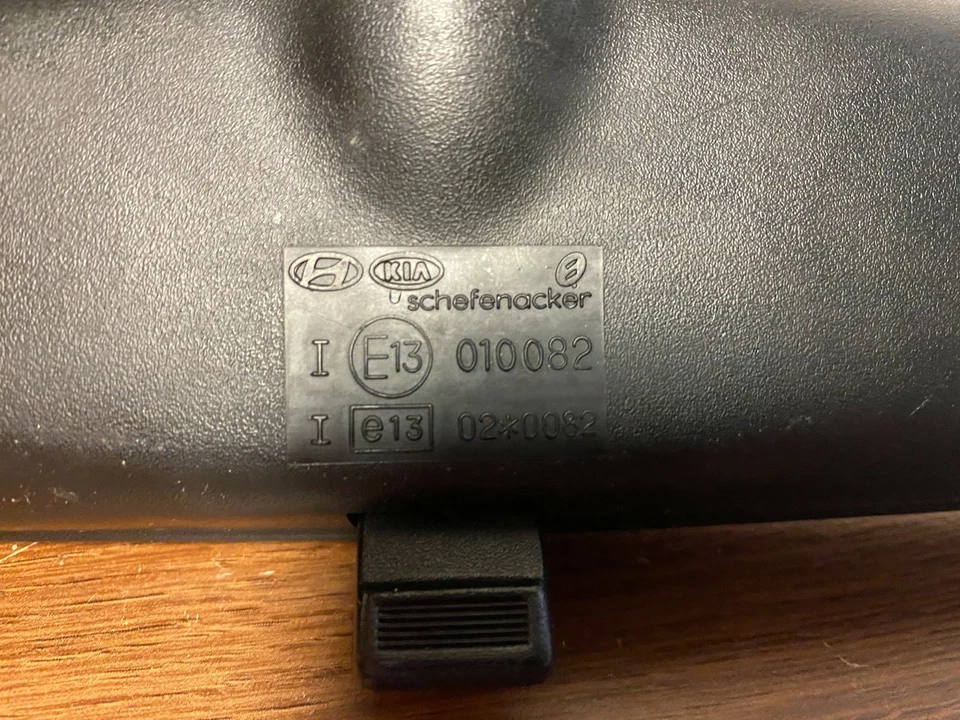 KIA
schefenacker
I E13 010082
I e13 02*0082